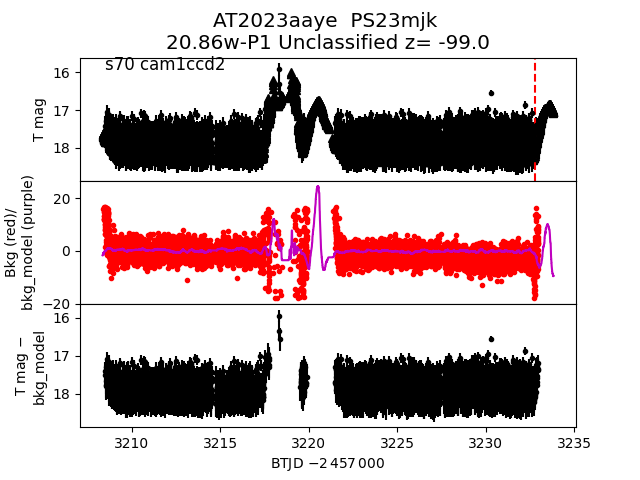 AT2023aaye  PS23mjk
20.86w-P1 Unclassified z= -99.0
s70 cam1ccd2
T mag
16
17
18
Bkg (red)/
bkg_model (purple)
20
0
−20
T mag −
bkg_model
16
17
18
3210
3215
3220
3225
3230
3235
BTJD −2 457 000